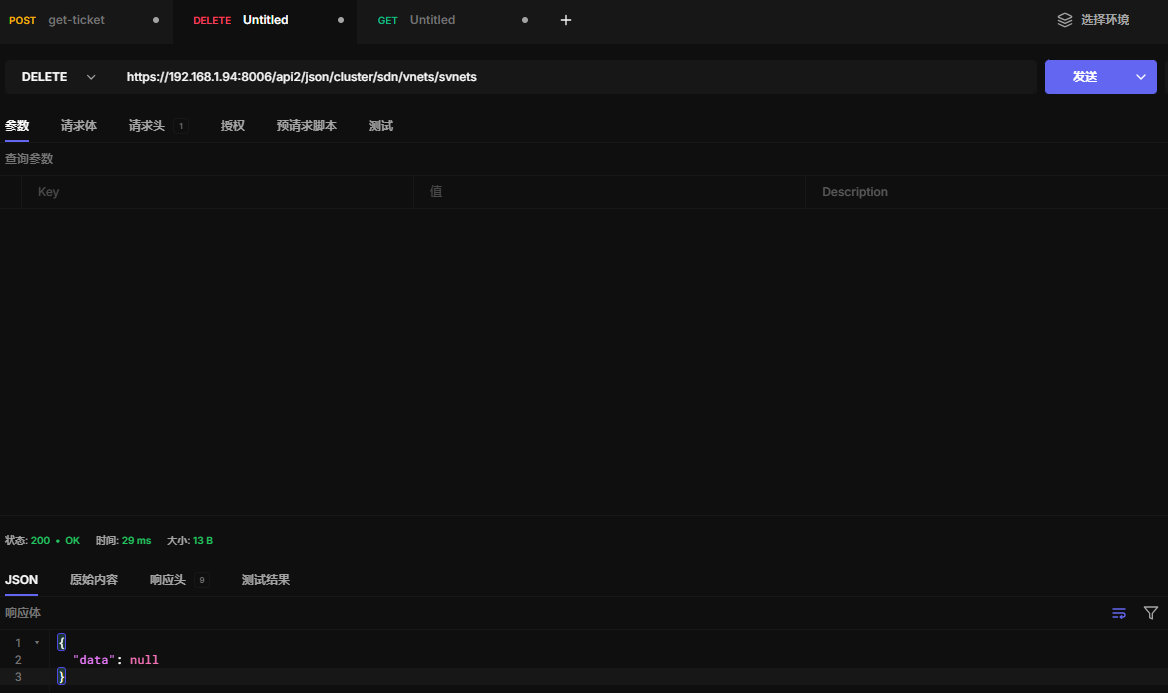 POST get-ticket DELETE Untitled GET Untitled + 选择环境
DELETE https://192.168.1.94:8006/api2/json/cluster/sdn/vnets/svnets 发送
参数 请求体 请求头 1 授权 预请求脚本 测试
查询参数
Key 值 Description
状态: 200 • OK 时间: 29 ms 大小: 13 B
JSON 原始内容 响应头 9 测试结果
响应体
1 {
2 "data": null
3 }